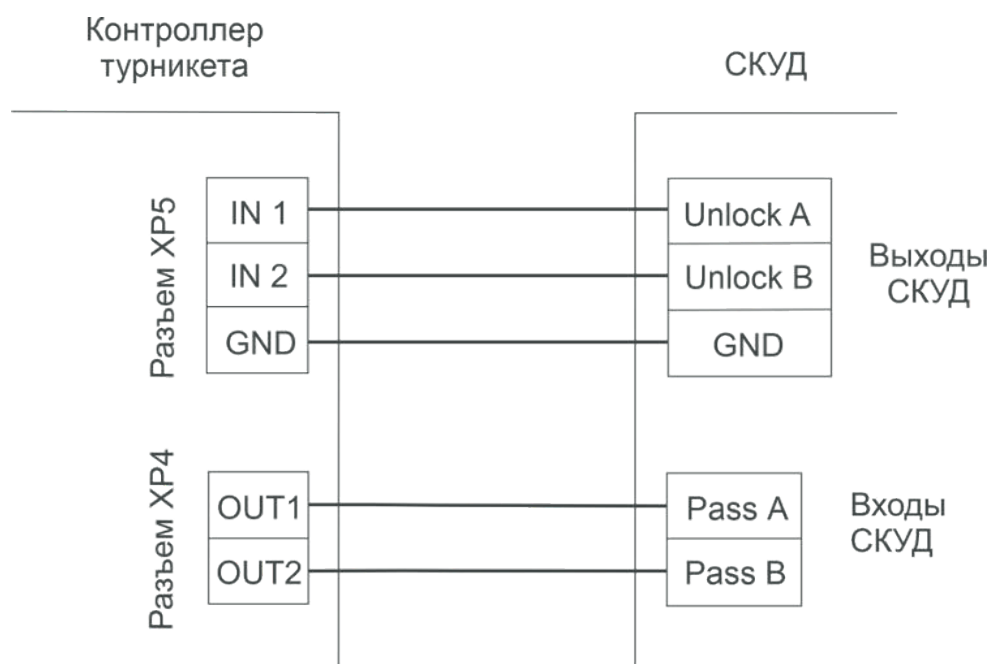 Контроллер
турникета
СКУД
Разъем XP5
IN 1
Unlock A
IN 2
Unlock B
GND
GND
Выходы
СКУД
Разъем XP4
OUT1
Pass A
OUT2
Pass B
Входы
СКУД